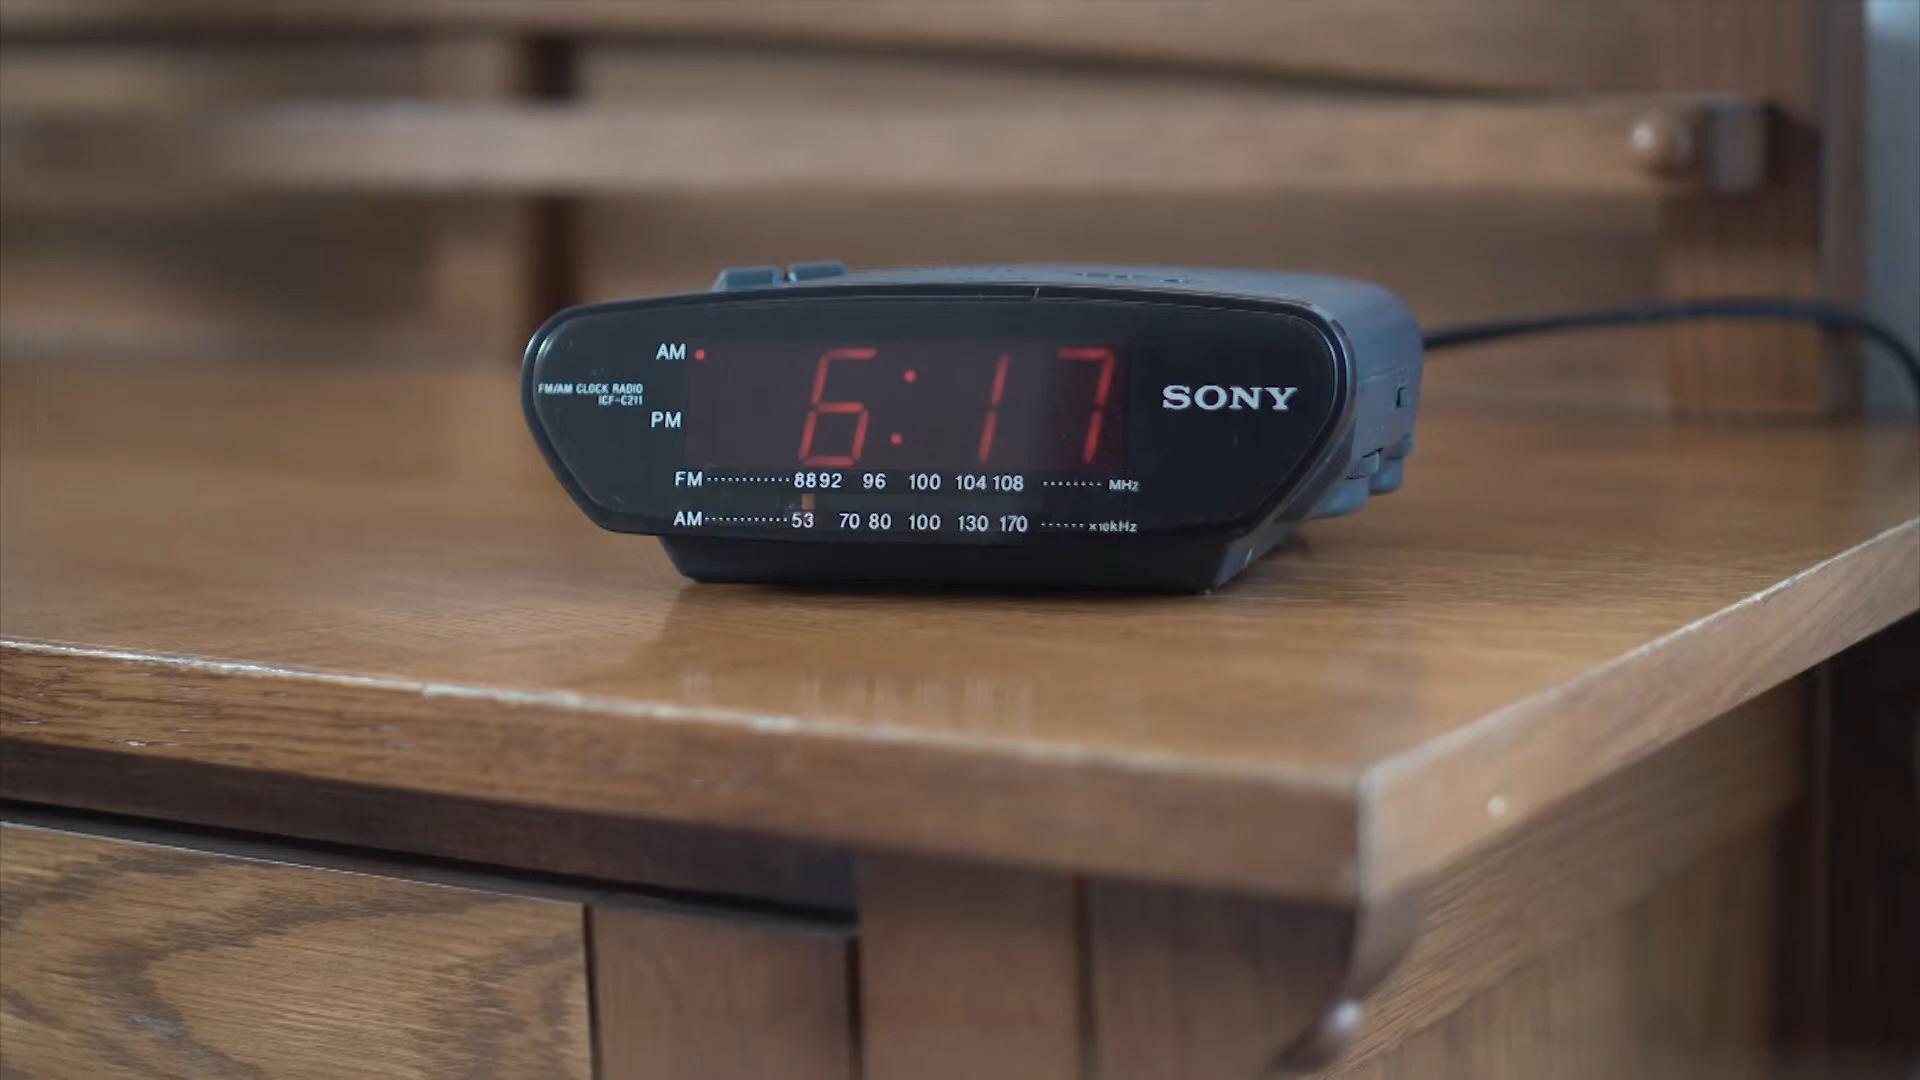 AM
6:17
FM/AM CLOCK RADIO
ICF-C211
SONY
PM
FM 88 92 96 100 104 108 MHz
AM 53 70 80 100 130 170 x10kHz